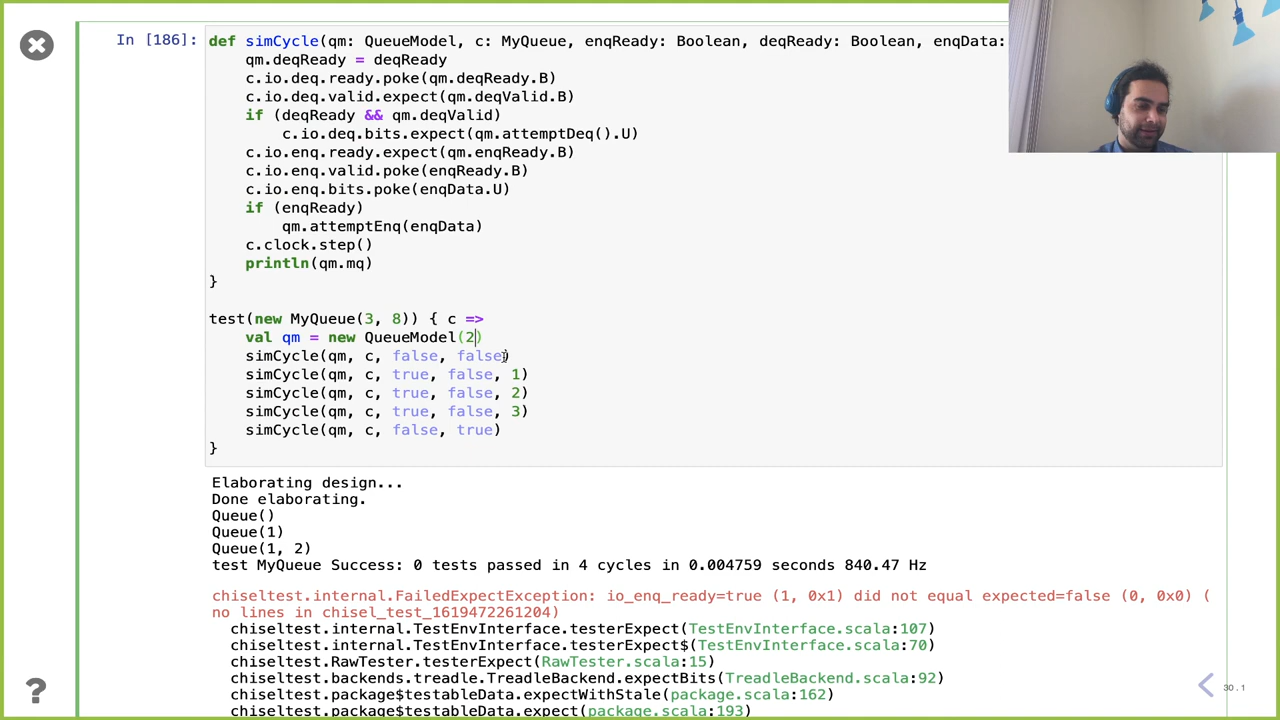 In [186]:
def simCycle(qm: QueueModel, c: MyQueue, enqReady: Boolean, deqReady: Boolean, enqData:
    qm.deqReady = deqReady
    c.io.deq.ready.poke(qm.deqReady.B)
    c.io.deq.valid.expect(qm.deqValid.B)
    if (deqReady && qm.deqValid)
        c.io.deq.bits.expect(qm.attemptDeq().U)
    c.io.enq.ready.expect(qm.enqReady.B)
    c.io.enq.valid.poke(enqReady.B)
    c.io.enq.bits.poke(enqData.U)
    if (enqReady)
        qm.attemptEnq(enqData)
    c.clock.step()
    println(qm.mq)
}
test(new MyQueue(3, 8)) { c =>
    val qm = new QueueModel(2)
    simCycle(qm, c, false, false)
    simCycle(qm, c, true, false, 1)
    simCycle(qm, c, true, false, 2)
    simCycle(qm, c, true, false, 3)
    simCycle(qm, c, false, true)
}
Elaborating design...
Done elaborating.
Queue()
Queue(1)
Queue(1, 2)
test MyQueue Success: 0 tests passed in 4 cycles in 0.004759 seconds 840.47 Hz
chiseltest.internal.FailedExpectException: io_enq_ready=true (1, 0x1) did not equal expected=false (0, 0x0) (
no lines in chisel_test_1619472261204)
  chiseltest.internal.TestEnvInterface.testerExpect(TestEnvInterface.scala:107)
  chiseltest.internal.TestEnvInterface.testerExpect$(TestEnvInterface.scala:70)
  chiseltest.RawTester.testerExpect(RawTester.scala:15)
  chiseltest.backends.treadle.TreadleBackend.expectBits(TreadleBackend.scala:92)
  chiseltest.package$testableData.expectWithStale(package.scala:162)
  chiseltest.package$testableData.expect(package.scala:193)
30.1